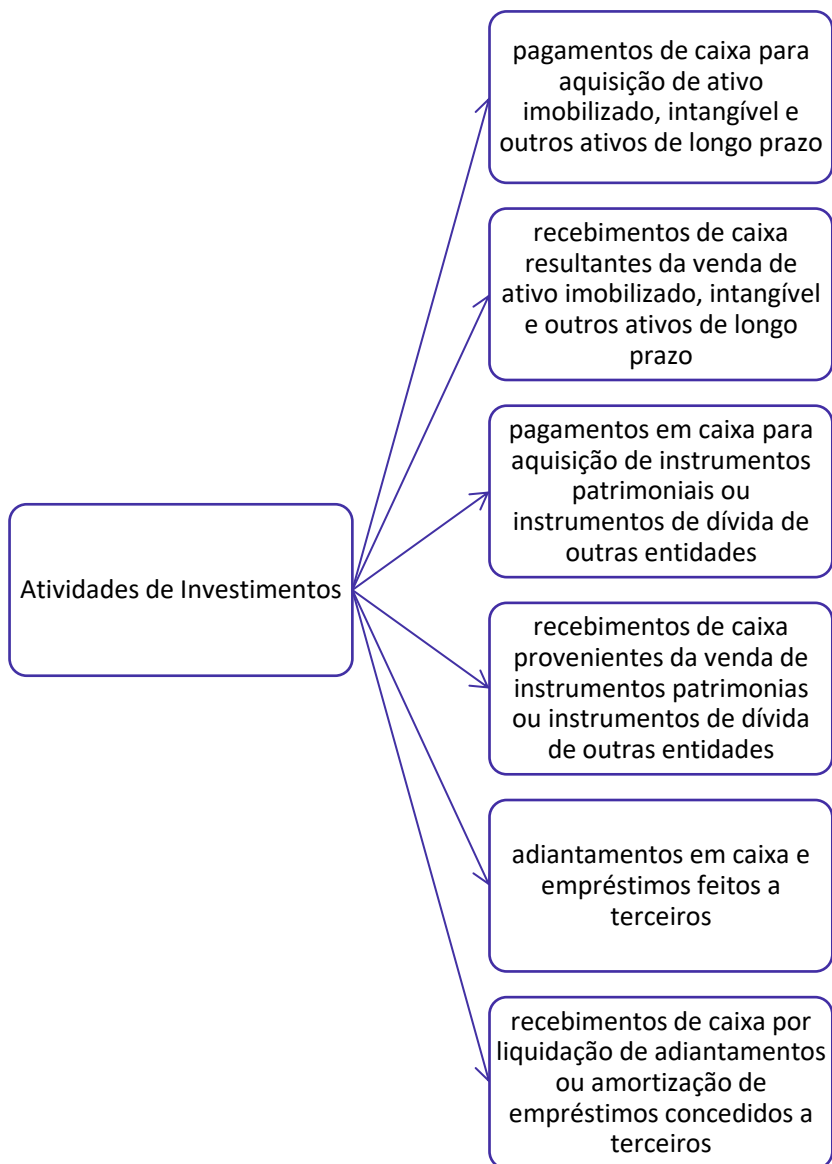 pagamentos de caixa para
aquisição de ativo
imobilizado, intangível e
outros ativos de longo prazo
recebimentos de caixa
resultantes da venda de
ativo imobilizado, intangível
e outros ativos de longo
prazo
pagamentos em caixa para
aquisição de instrumentos
patrimoniais ou
instrumentos de dívida de
outras entidades
Atividades de Investimentos
recebimentos de caixa
provenientes da venda de
instrumentos patrimonias
ou instrumentos de dívida
de outras entidades
adiantamentos em caixa e
empréstimos feitos a
terceiros
recebimentos de caixa por
liquidação de adiantamentos
ou amortização de
empréstimos concedidos a
terceiros